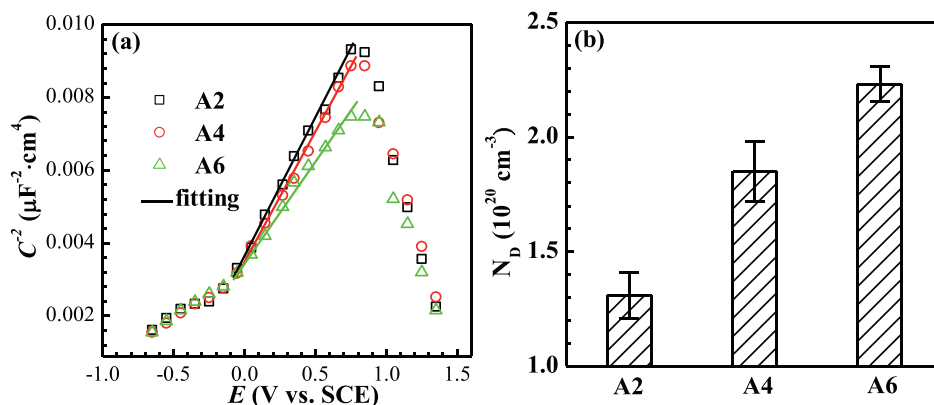 (a)
0.010
0.008
0.006
0.004
0.002
C⁻² (μF⁻²·cm⁴)
A2
A4
A6
fitting
-1.0 -0.5 0.0 0.5 1.0 1.5
E (V vs. SCE)
(b)
2.5
2.0
1.5
1.0
N_D (10²⁰ cm⁻³)
A2 A4 A6